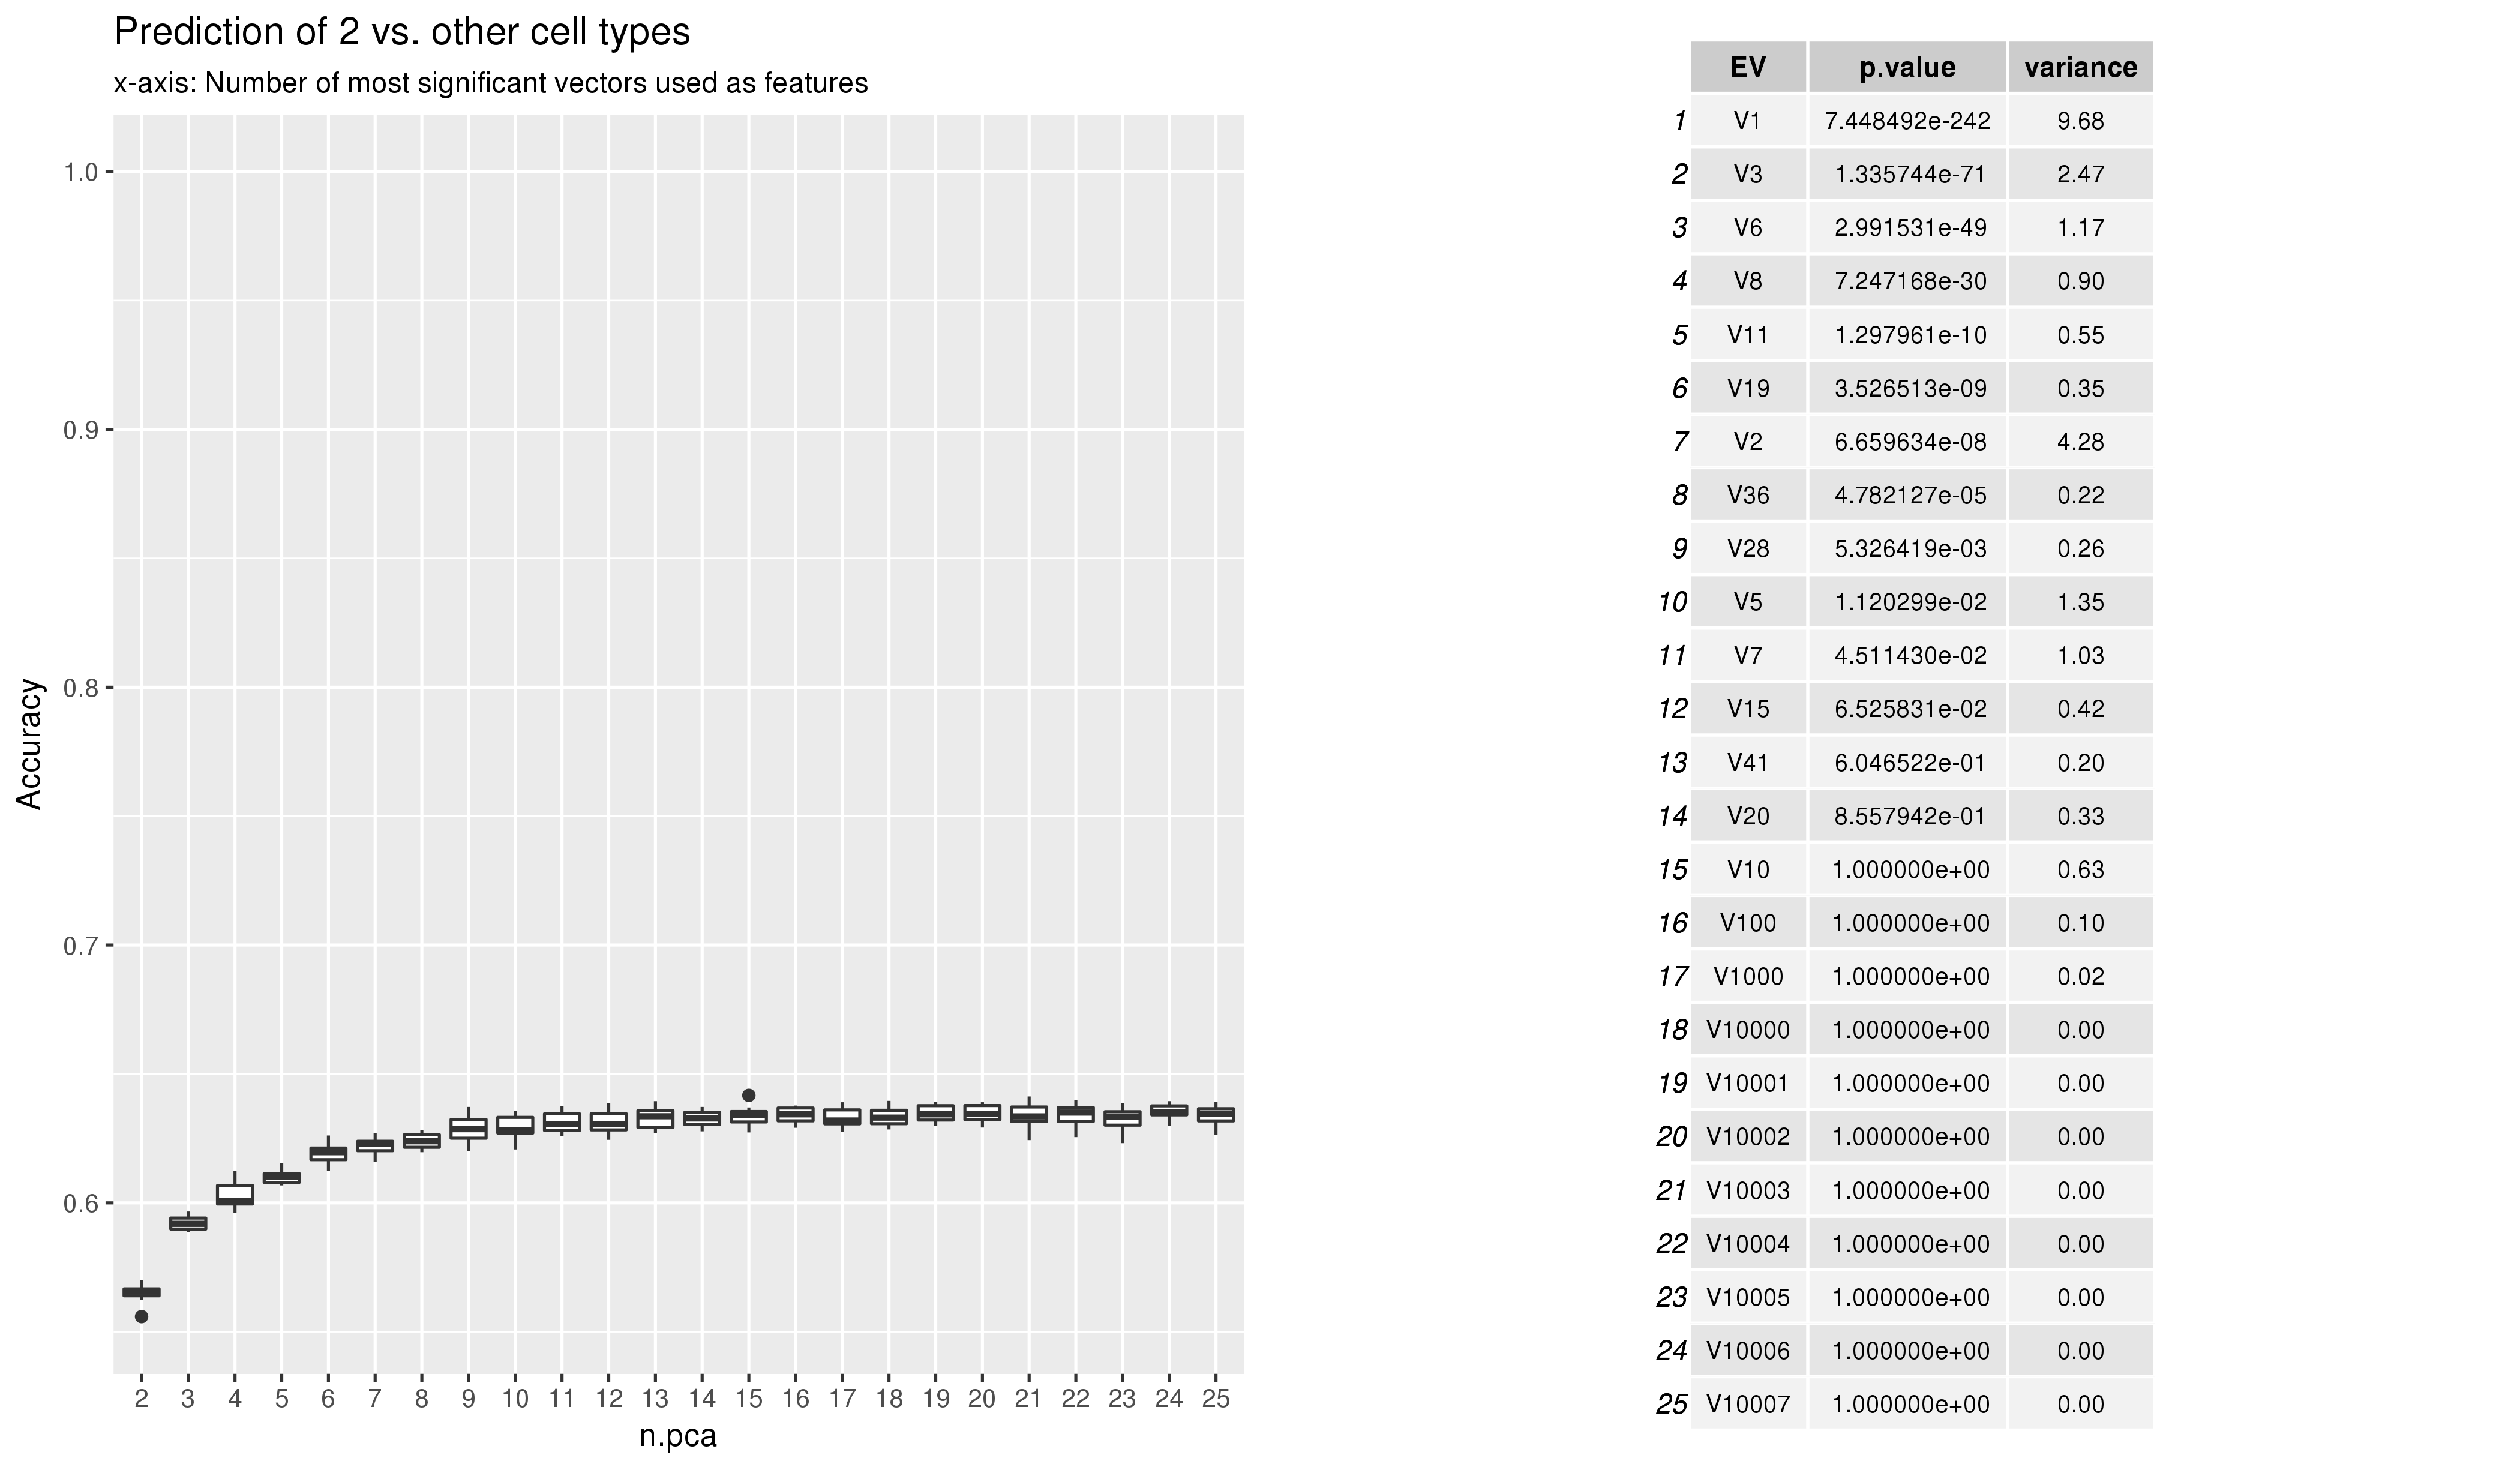 Prediction of 2 vs. other cell types
x-axis: Number of most significant vectors used as features
1.0
0.9
0.8
0.7
0.6
Accuracy
2 3 4 5 6 7 8 9 10 11 12 13 14 15 16 17 18 19 20 21 22 23 24 25
n.pca
EV p.value variance
1 V1 7.448492e-242 9.68
2 V3 1.335744e-71 2.47
3 V6 2.991531e-49 1.17
4 V8 7.247168e-30 0.90
5 V11 1.297961e-10 0.55
6 V19 3.526513e-09 0.35
7 V2 6.659634e-08 4.28
8 V36 4.782127e-05 0.22
9 V28 5.326419e-03 0.26
10 V5 1.120299e-02 1.35
11 V7 4.511430e-02 1.03
12 V15 6.525831e-02 0.42
13 V41 6.046522e-01 0.20
14 V20 8.557942e-01 0.33
15 V10 1.000000e+00 0.63
16 V100 1.000000e+00 0.10
17 V1000 1.000000e+00 0.02
18 V10000 1.000000e+00 0.00
19 V10001 1.000000e+00 0.00
20 V10002 1.000000e+00 0.00
21 V10003 1.000000e+00 0.00
22 V10004 1.000000e+00 0.00
23 V10005 1.000000e+00 0.00
24 V10006 1.000000e+00 0.00
25 V10007 1.000000e+00 0.00